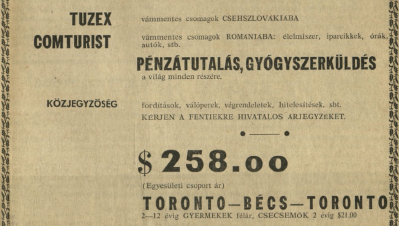 TUZEX vámmentes csomagok CSEHSZLOVÁKIÁBA
COMTURIST vámmentes csomagok ROMÁNIÁBA: élelmiszer, iparcikkek, órák,
autók, stb.
PÉNZÁTUTALÁS, GYÓGYSZERKÜLDÉS
a világ minden részére.
KÖZJEGYZŐSÉG fordítások, válóperek, végrendeletek, hitelesítések, sbt.
KÉRJEN A FENTIEKRE HIVATALOS ÁRJEGYZÉKET.
$258.oo
(Egyesületi csoport ár)
TORONTO—BÉCS—TORONTO
2—12 évig GYERMEKEK félár, CSECSEMŐK 2 évig $21.00